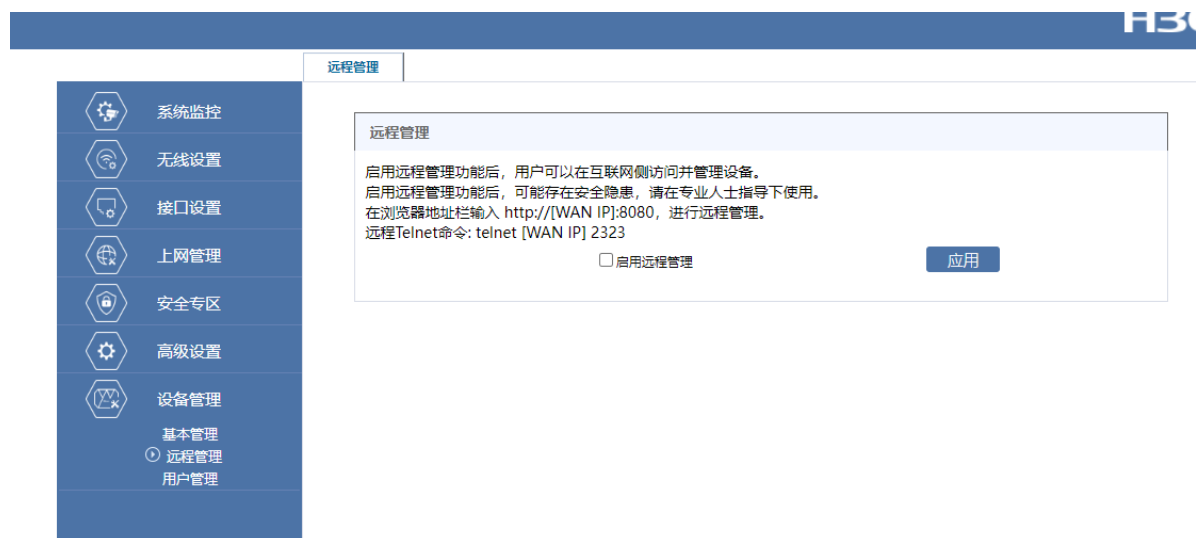 H3C
远程管理
系统监控
无线设置
接口设置
上网管理
安全专区
高级设置
设备管理
基本管理
远程管理
用户管理
远程管理
启用远程管理功能后，用户可以在互联网侧访问并管理设备。
启用远程管理功能后，可能存在安全隐患，请在专业人士指导下使用。
在浏览器地址栏输入 http://[WAN IP]:8080，进行远程管理。
远程Telnet命令: telnet [WAN IP] 2323
启用远程管理
应用